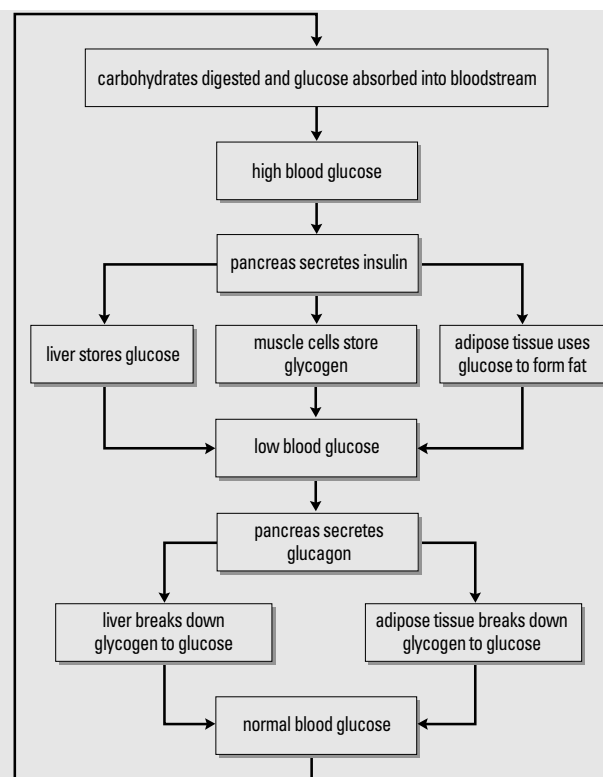 carbohydrates digested and glucose absorbed into bloodstream
high blood glucose
pancreas secretes insulin
liver stores glucose
muscle cells store
glycogen
adipose tissue uses
glucose to form fat
low blood glucose
pancreas secretes
glucagon
liver breaks down
glycogen to glucose
adipose tissue breaks down
glycogen to glucose
normal blood glucose